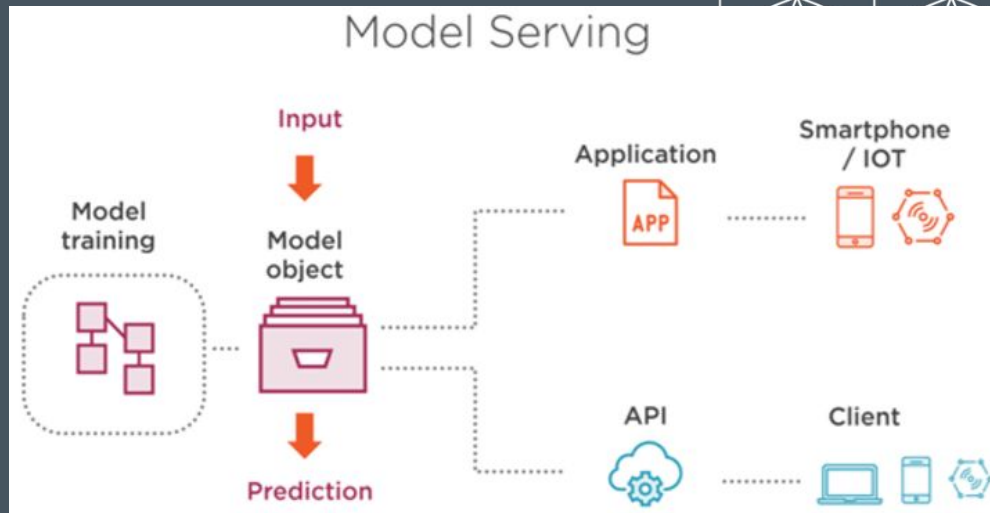 Model Serving
Input
Application
Smartphone
/ IOT
APP
Model
training
Model
object
API
Client
Prediction